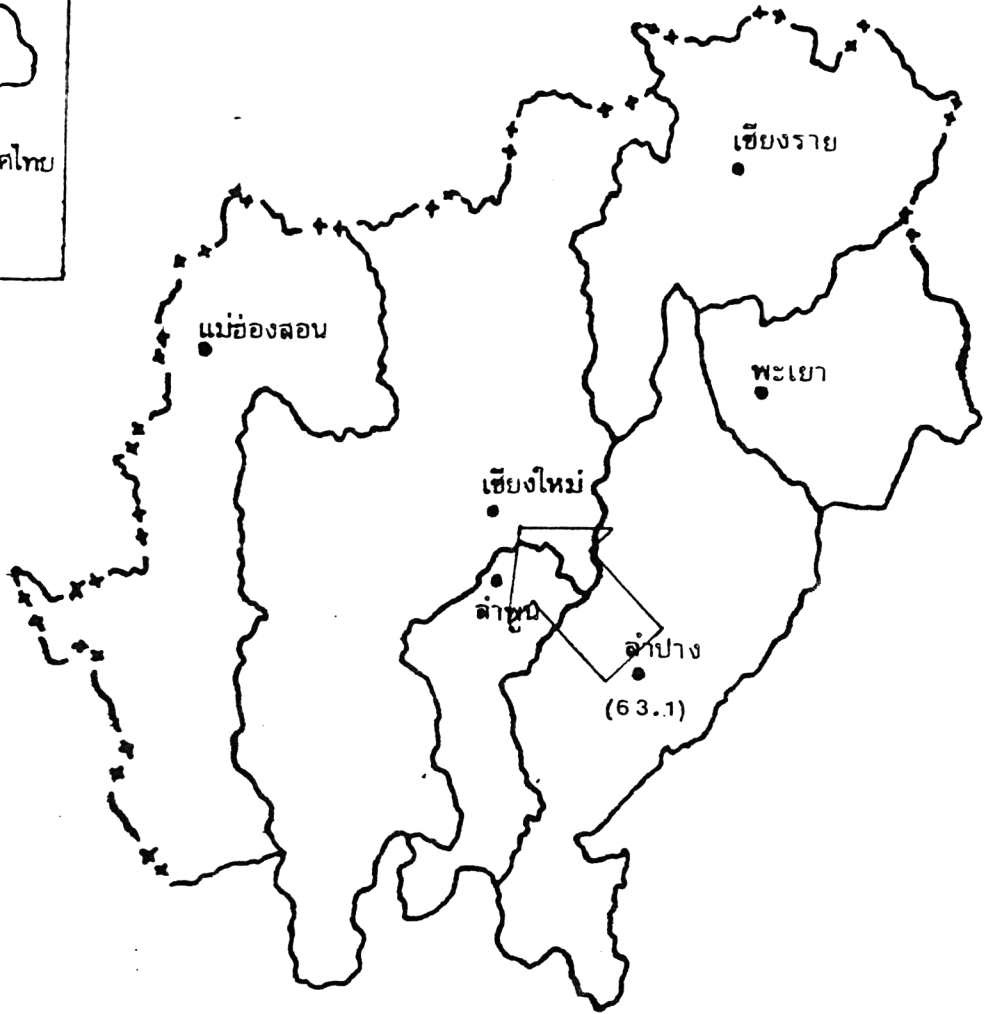 ศไทย
เชียงราย
แม่ฮ่องสอน
พะเยา
เชียงใหม่
ลำพูน
ลำปาง
(63.1)